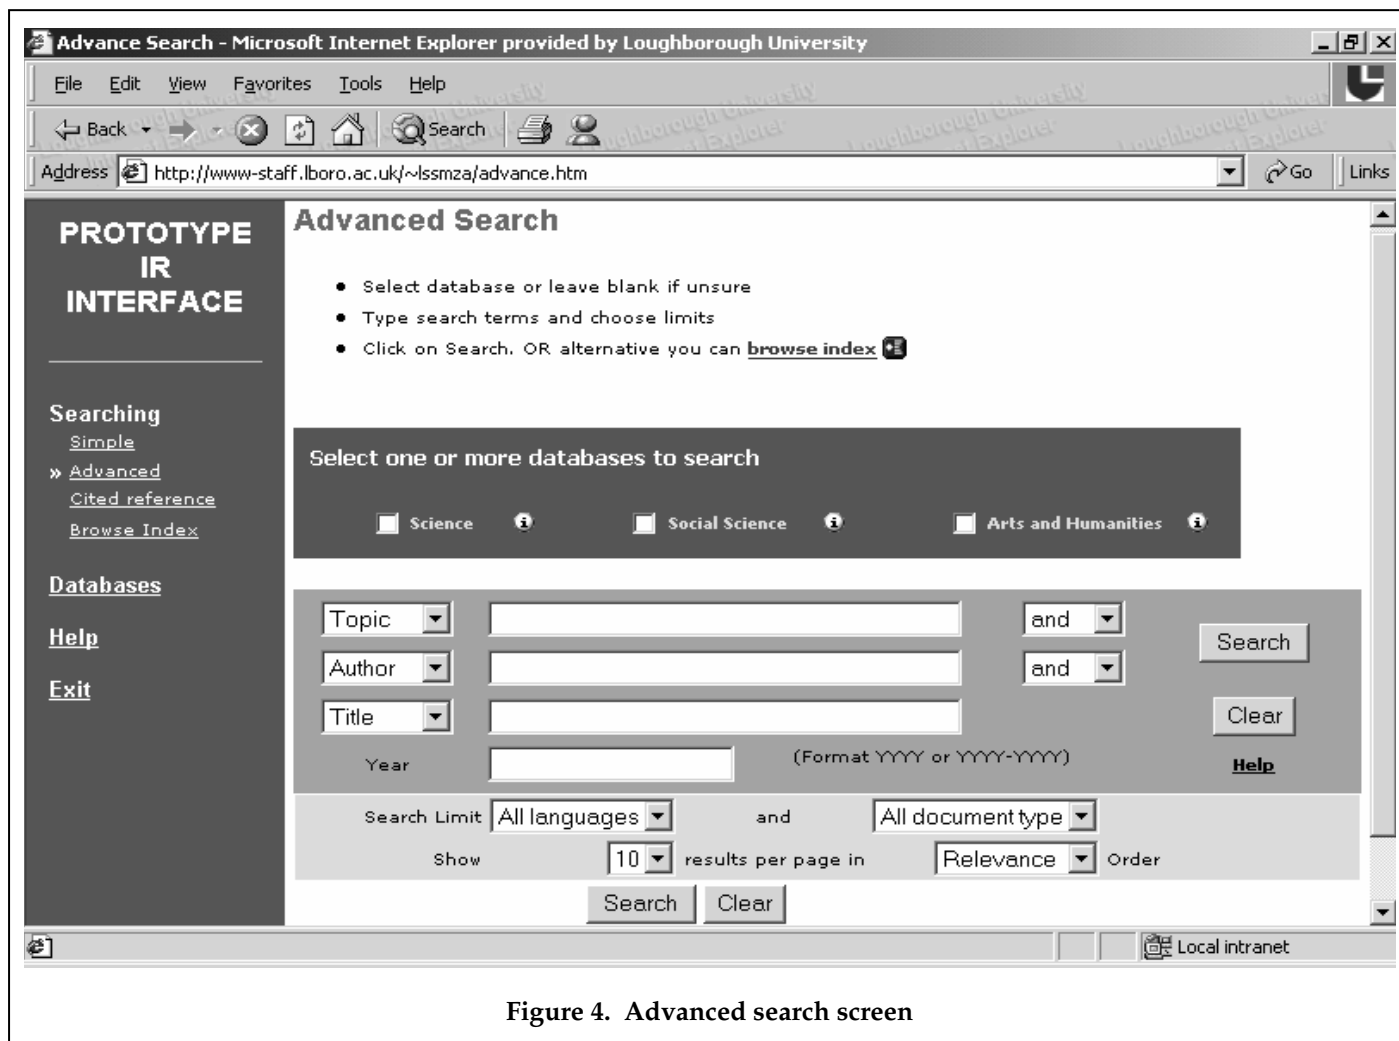 Advance Search - Microsoft Internet Explorer provided by Loughborough University
File Edit View Favorites Tools Help
Back Search
Address http://www-staff.lboro.ac.uk/~lssmza/advance.htm Go Links
PROTOTYPE
IR
INTERFACE
Searching
Simple
» Advanced
Cited reference
Browse Index
Databases
Help
Exit
Advanced Search
• Select database or leave blank if unsure
• Type search terms and choose limits
• Click on Search. OR alternative you can browse index
Select one or more databases to search
Science Social Science Arts and Humanities
Topic and Search
Author and
Title Clear
Year (Format YYYY or YYYY-YYYY) Help
Search Limit All languages and All document type
Show 10 results per page in Relevance Order
Search Clear
Local intranet
Figure 4. Advanced search screen